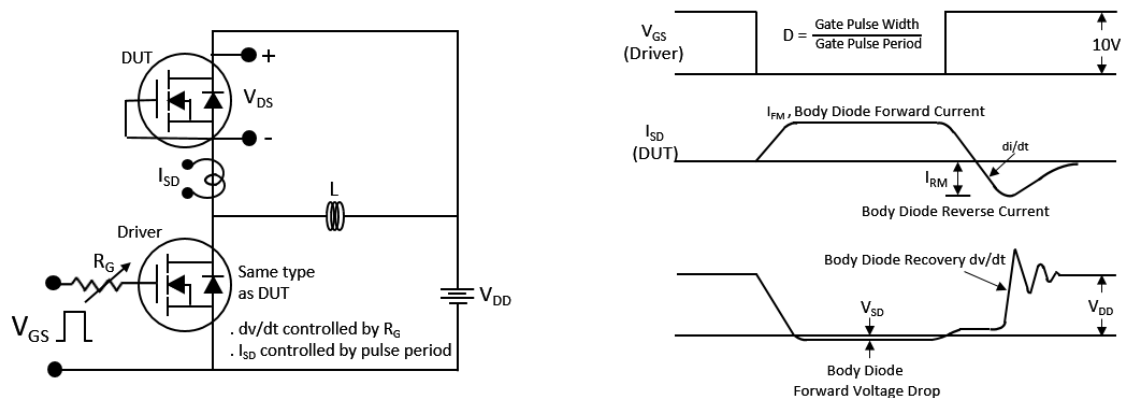 DUT
+
V_DS
-
I_SD
L
Driver
R_G
Same type
as DUT
V_DD
V_GS
. dv/dt controlled by R_G
. I_SD controlled by pulse period
V_GS
(Driver)
D = Gate Pulse Width
Gate Pulse Period
10V
I_FM , Body Diode Forward Current
I_SD
(DUT)
di/dt
I_RM
Body Diode Reverse Current
Body Diode Recovery dv/dt
V_SD
V_DD
Body Diode
Forward Voltage Drop